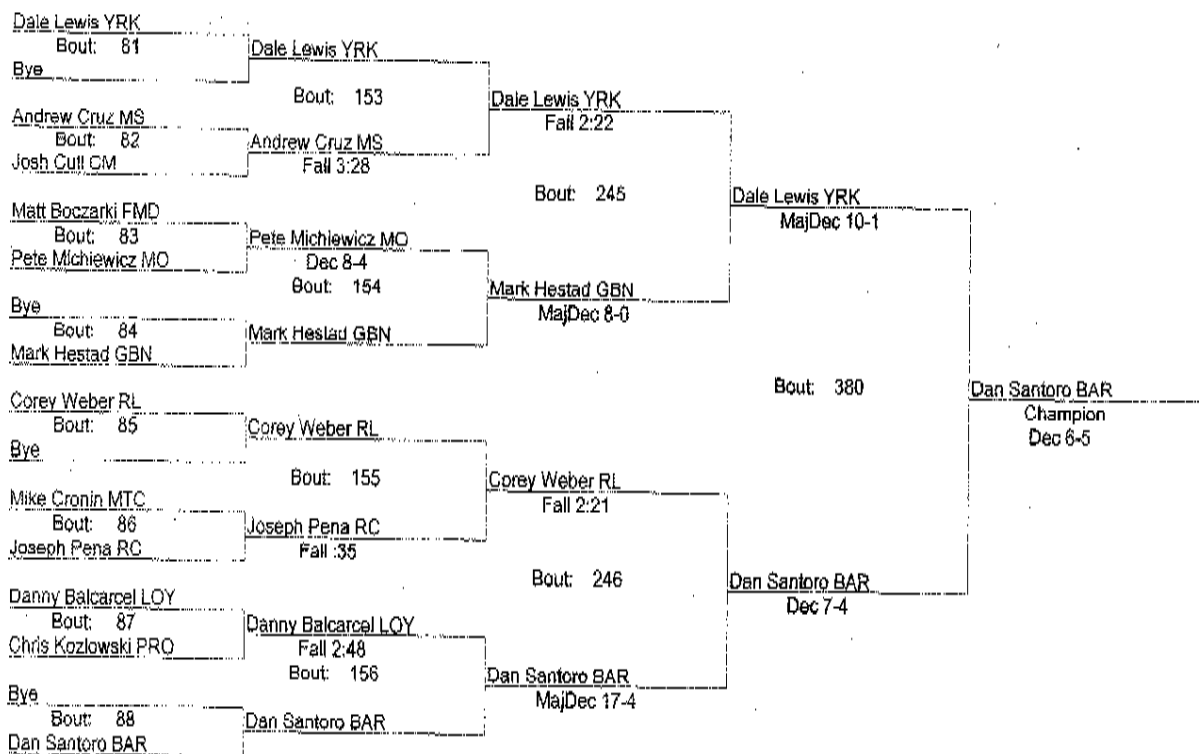 Dale Lewis YRK
Bout: 81
Bye
Andrew Cruz MS
Bout: 82
Josh Cull CM
Matt Boczarki FMD
Bout: 83
Pete Michiewicz MO
Bye
Bout: 84
Mark Hestad GBN
Corey Weber RL
Bout: 85
Bye
Mike Cronin MTC
Bout: 86
Joseph Pena RC
Danny Balcarcel LOY
Bout: 87
Chris Kozlowski PRO
Bye
Bout: 88
Dan Santoro BAR
Dale Lewis YRK
Bout: 153
Andrew Cruz MS
Fall 3:28
Pete Michiewicz MO
Dec 8-4
Bout: 154
Mark Hestad GBN
Corey Weber RL
Bout: 155
Joseph Pena RC
Fall :35
Danny Balcarcel LOY
Fall 2:48
Bout: 156
Dan Santoro BAR
Dale Lewis YRK
Fall 2:22
Bout: 245
Mark Hestad GBN
MajDec 8-0
Corey Weber RL
Fall 2:21
Bout: 246
Dan Santoro BAR
MajDec 17-4
Dale Lewis YRK
MajDec 10-1
Bout: 380
Dan Santoro BAR
Dec 7-4
Dan Santoro BAR
Champion
Dec 6-5